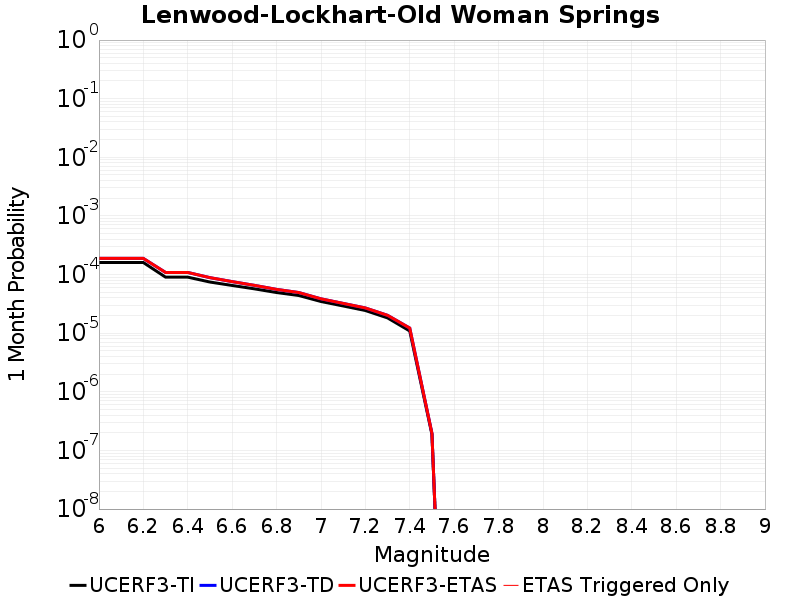 Lenwood-Lockhart-Old Woman Springs
10^0
10^-1
10^-2
10^-3
10^-4
10^-5
10^-6
10^-7
10^-8
1 Month Probability
6 6.2 6.4 6.6 6.8 7 7.2 7.4 7.6 7.8 8 8.2 8.4 8.6 8.8 9
Magnitude
UCERF3-TI UCERF3-TD UCERF3-ETAS ETAS Triggered Only